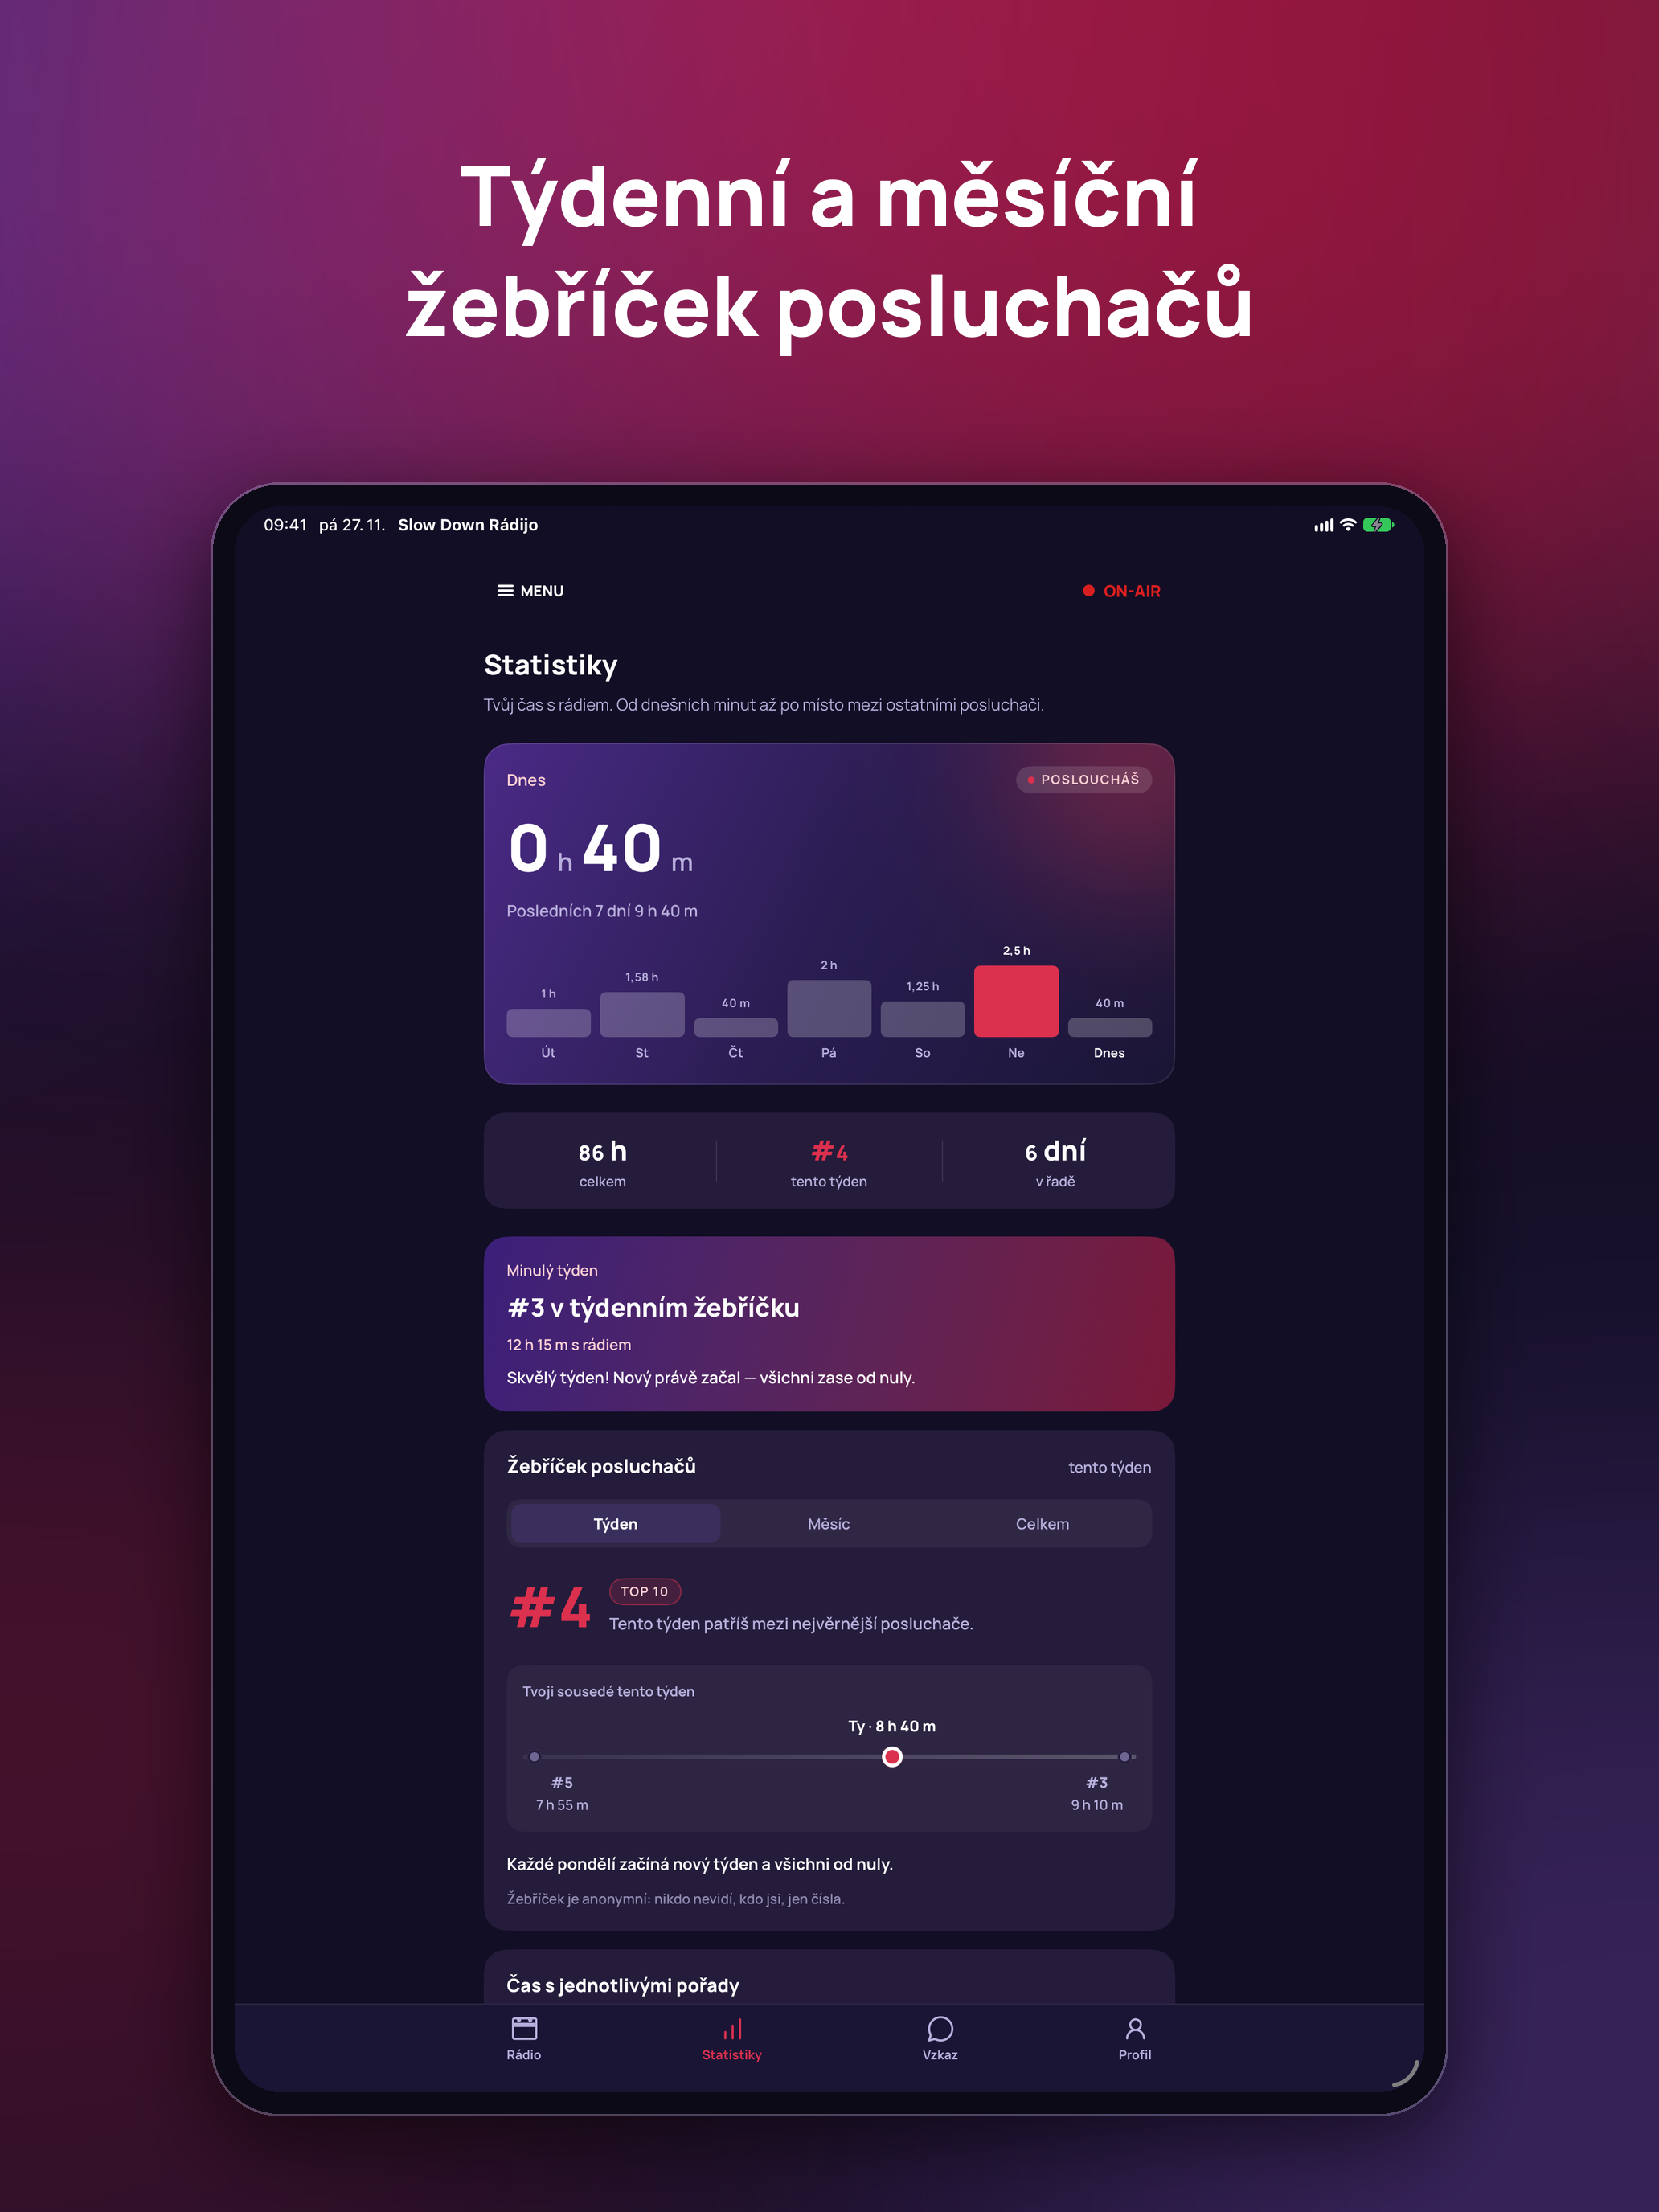 Týdenní a měsíční
žebříček posluchačů
09:41 pá 27. 11. Slow Down Rádijo
MENU
ON-AIR
Statistiky
Tvůj čas s rádiem. Od dnešních minut až po místo mezi ostatními posluchači.
Dnes
POSLOUCHÁŠ
0 h 40 m
Posledních 7 dní 9 h 40 m
1 h
1,58 h
40 m
2 h
1,25 h
2,5 h
40 m
Út
St
Čt
Pá
So
Ne
Dnes
86 h
celkem
#4
tento týden
6 dní
v řadě
Minulý týden
#3 v týdenním žebříčku
12 h 15 m s rádiem
Skvělý týden! Nový právě začal — všichni zase od nuly.
Žebříček posluchačů
tento týden
Týden
Měsíc
Celkem
#4
TOP 10
Tento týden patříš mezi nejvěrnější posluchače.
Tvoji sousedé tento týden
Ty · 8 h 40 m
#5
7 h 55 m
#3
9 h 10 m
Každé pondělí začíná nový týden a všichni od nuly.
Žebříček je anonymní: nikdo nevidí, kdo jsi, jen čísla.
Čas s jednotlivými pořady
Rádio
Statistiky
Vzkaz
Profil